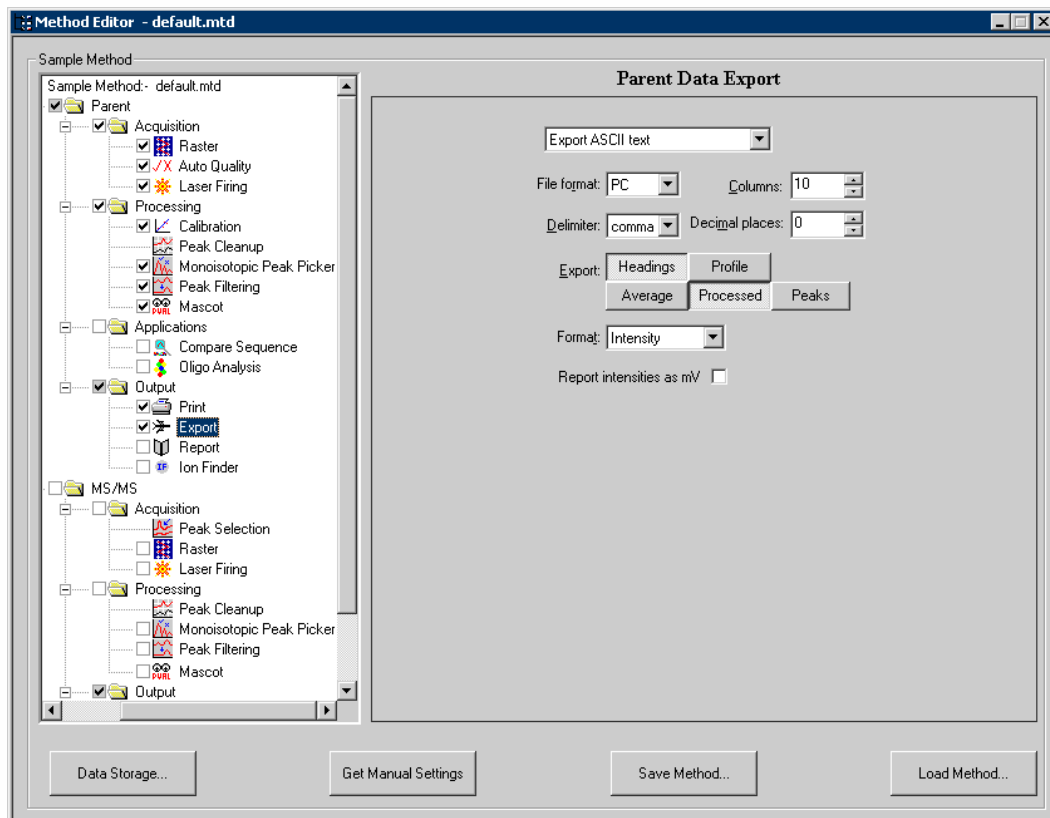 Method Editor - default.mtd
Sample Method
Sample Method:- default.mtd
Parent
Acquisition
Raster
Auto Quality
Laser Firing
Processing
Calibration
Peak Cleanup
Monoisotopic Peak Picker
Peak Filtering
Mascot
Applications
Compare Sequence
Oligo Analysis
Output
Print
Export
Report
IF Ion Finder
MS/MS
Acquisition
Peak Selection
Raster
Laser Firing
Processing
Peak Cleanup
Monoisotopic Peak Picker
Peak Filtering
Mascot
Output
Parent Data Export
Export ASCII text
File format: PC Columns: 10
Delimiter: comma Decimal places: 0
Export: Headings Profile
Average Processed Peaks
Format: Intensity
Report intensities as mV
Data Storage... Get Manual Settings Save Method... Load Method...